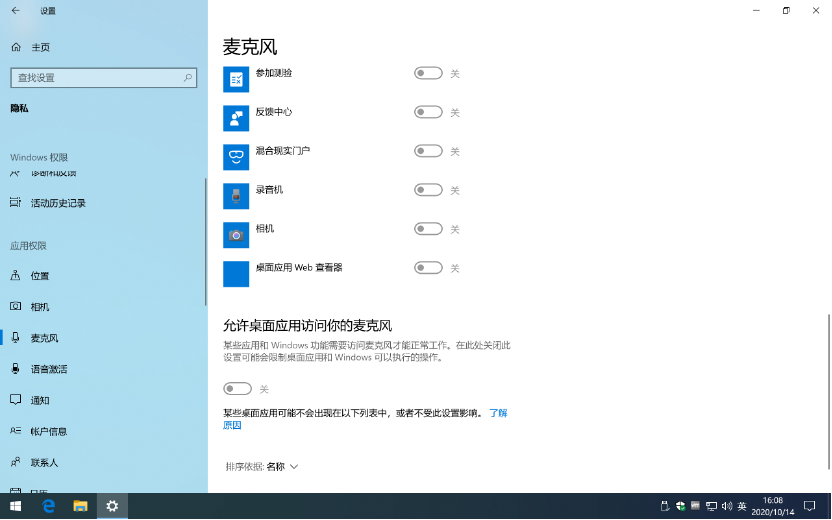 设置
主页
查找设置
隐私
Windows 权限
诊断和反馈
活动历史记录
应用权限
位置
相机
麦克风
语音激活
通知
帐户信息
联系人
日历
麦克风
参加测验 关
反馈中心 关
混合现实门户 关
录音机 关
相机 关
桌面应用 Web 查看器 关
允许桌面应用访问你的麦克风
某些应用和 Windows 功能需要访问麦克风才能正常工作。在此处关闭此
设置可能会限制桌面应用和 Windows 可以执行的操作。
关
某些桌面应用可能不会出现在以下列表中，或者不受此设置影响。 了解
原因
排序依据: 名称
英
16:08
2020/10/14